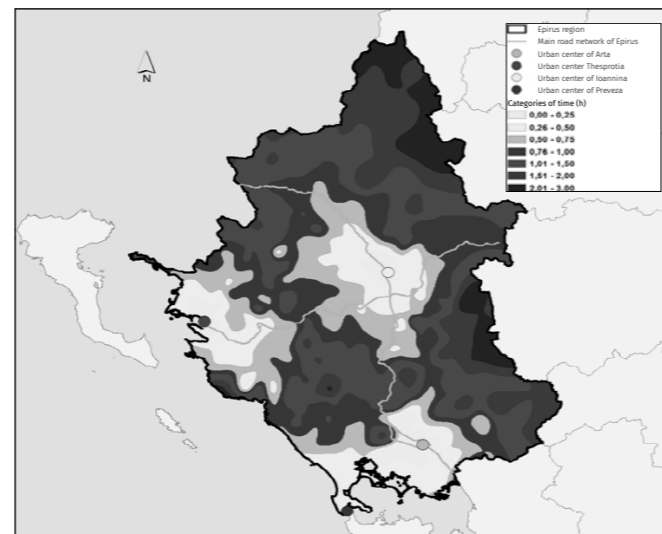 N
Epirus region
Main road network of Epirus
Urban center of Arta
Urban center Thesprotia
Urban center of Ioannina
Urban center of Preveza
Categories of time (h)
0,00 - 0,25
0,26 - 0,50
0,50 - 0,75
0,76 - 1,00
1,01 - 1,50
1,51 - 2,00
2,01 - 3,00